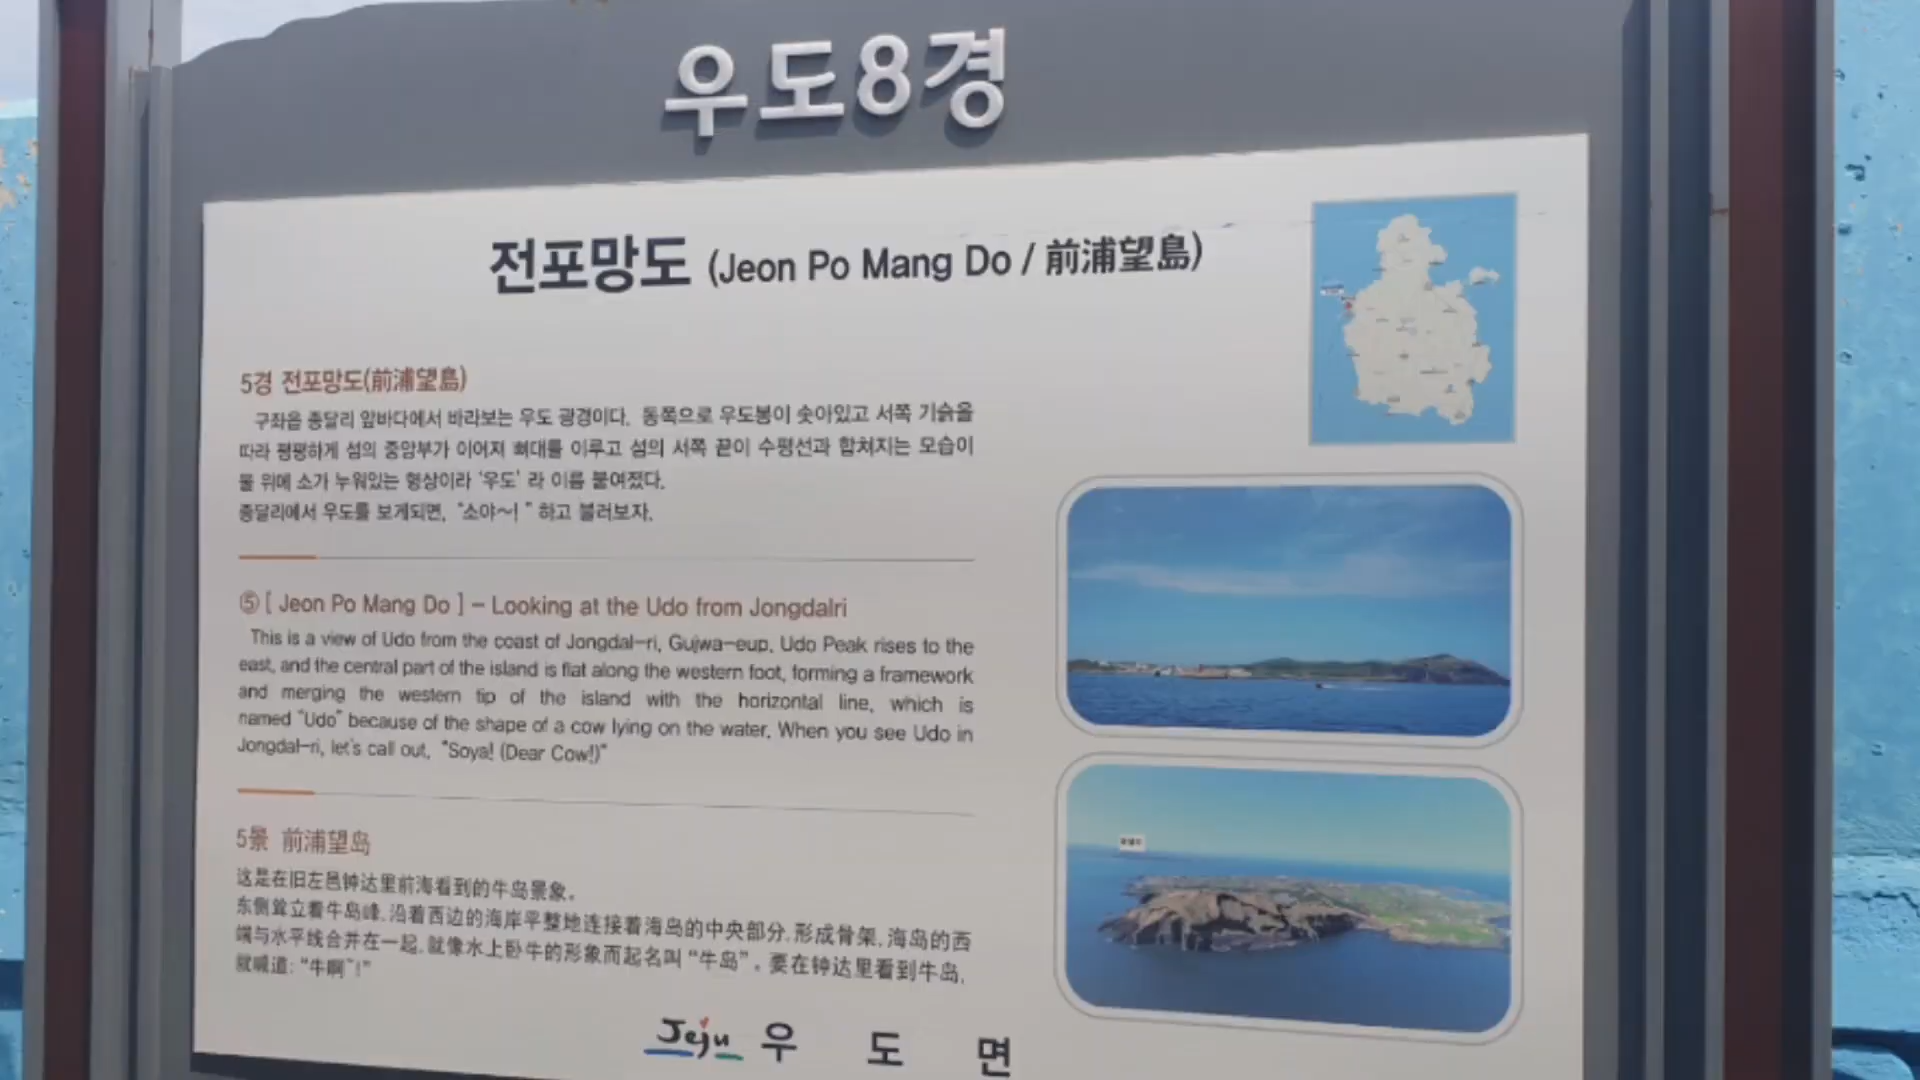 우도8경
전포망도 (Jeon Po Mang Do / 前浦望島)
5경 전포망도(前浦望島)
구좌읍 종달리 앞바다에서 바라보는 우도 광경이다. 동쪽으로 우도봉이 솟아있고 서쪽 기슭을
따라 평평하게 섬의 중앙부가 이어져 뼈대를 이루고 섬의 서쪽 끝이 수평선과 합쳐지는 모습이
물 위에 소가 누워있는 형상이라 '우도' 라 이름 붙여졌다.
종달리에서 우도를 보게되면, "소야~! " 하고 불러보자.
⑤ [ Jeon Po Mang Do ] - Looking at the Udo from Jongdalri
This is a view of Udo from the coast of Jongdal-ri, Gujwa-eup. Udo Peak rises to the
east, and the central part of the island is flat along the western foot, forming a framework
and merging the western tip of the island with the horizontal line, which is
named "Udo" because of the shape of a cow lying on the water. When you see Udo in
Jongdal-ri, let's call out, "Soya! (Dear Cow!)"
5景 前浦望岛
这是在旧左邑钟达里前海看到的牛岛景象。
东侧耸立着牛岛峰, 沿着西边的海岸平整地连接着海岛的中央部分, 形成骨架, 海岛的西
端与水平线合并在一起, 就像水上卧牛的形象而起名叫 "牛岛" 。要在钟达里看到牛岛,
就喊道: "牛啊~!"
Jeju 우 도 면